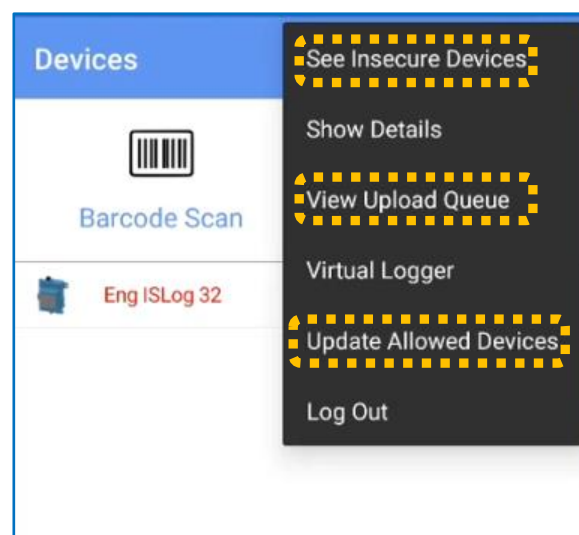 Devices
Barcode Scan
Eng ISLog 32
See Insecure Devices
Show Details
View Upload Queue
Virtual Logger
Update Allowed Devices
Log Out